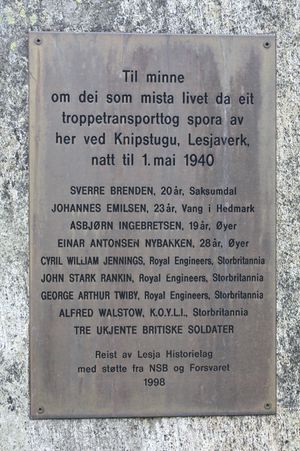 Til minne
om dei som mista livet da eit
troppetransporttog spora av
her ved Knipstugu, Lesjaverk,
natt til 1. mai 1940
SVERRE BRENDEN, 20 år, Saksumdal
JOHANNES EMILSEN, 23 år, Vang i Hedmark
ASBJØRN INGEBRETSEN, 19 år, Øyer
EINAR ANTONSEN NYBAKKEN, 28 år, Øyer
CYRIL WILLIAM JENNINGS, Royal Engineers, Storbritannia
JOHN STARK RANKIN, Royal Engineers, Storbritannia
GEORGE ARTHUR TWIBY, Royal Engineers, Storbritannia
ALFRED WALSTOW, K.O.Y.L.I., Storbritannia
TRE UKJENTE BRITISKE SOLDATER
Reist av Lesja Historielag
med støtte fra NSB og Forsvaret
1998